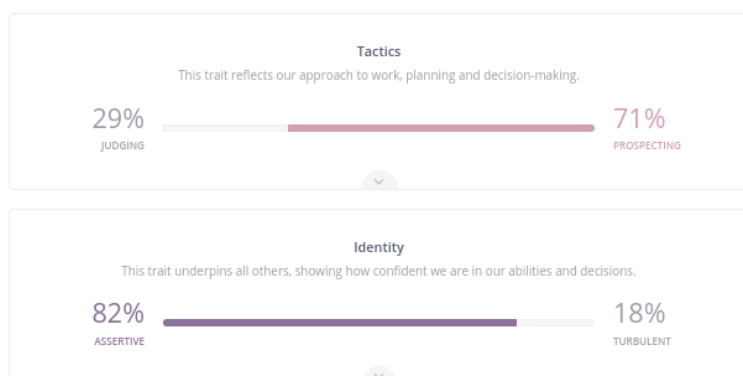 Tactics
This trait reflects our approach to work, planning and decision-making.
29%
71%
JUDGING
PROSPECTING
Identity
This trait underpins all others, showing how confident we are in our abilities and decisions.
82%
18%
ASSERTIVE
TURBULENT